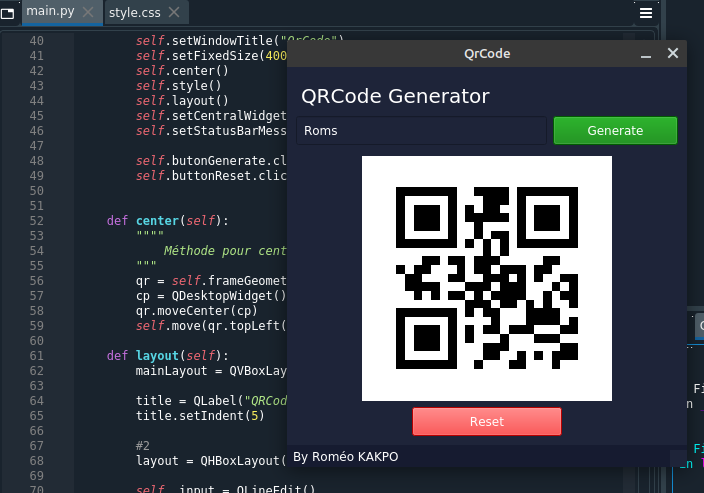 main.py
style.css
40 self.setWindowTitle("QrCode")
41 self.setFixedSize(400
42 self.center()
43 self.style()
44 self.layout()
45 self.setCentralWidget
46 self.setStatusBarMess
47
48 self.butonGenerate.cl
49 self.buttonReset.clic
50
51
52 def center(self):
53 """"
54 Méthode pour cent
55 """
56 qr = self.frameGeomet
57 cp = QDesktopWidget()
58 qr.moveCenter(cp)
59 self.move(qr.topLeft(
60
61 def layout(self):
62 mainLayout = QVBoxLay
63
64 title = QLabel("QRCod
65 title.setIndent(5)
66
67 #2
68 layout = QHBoxLayout(
69
70 self. input = QLineEdit()
QrCode
QRCode Generator
Roms
Generate
Reset
By Roméo KAKPO